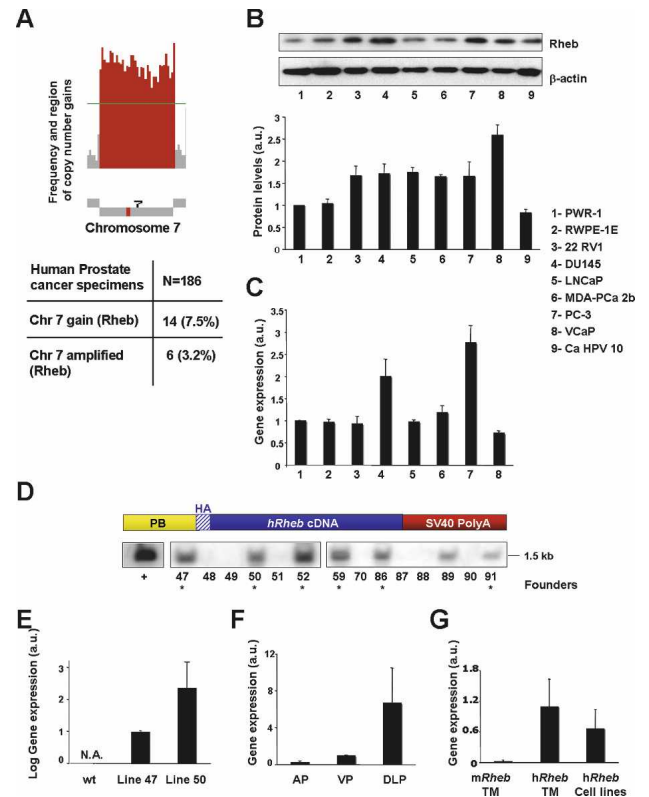 A
Frequency and region
of copy number gains
7
Chromosome 7
Human Prostate
cancer specimens
N=186
Chr 7 gain (Rheb)
14 (7.5%)
Chr 7 amplified
(Rheb)
6 (3.2%)
B
Rheb
β-actin
1 2 3 4 5 6 7 8 9
Protein leivels (a.u.)
3
2.5
2
1.5
1
0.5
0
1 2 3 4 5 6 7 8 9
1- PWR-1
2- RWPE-1E
3- 22 RV1
4- DU145
5- LNCaP
6- MDA-PCa 2b
7- PC-3
8- VCaP
9- Ca HPV 10
C
Gene expression (a.u.)
3.5
3
2.5
2
1.5
1
0.5
0
1 2 3 4 5 6 7 8
D
HA
PB
hRheb cDNA
SV40 PolyA
1.5 kb
+ 47 48 49 50 51 52 59 70 86 87 88 89 90 91
* * * * * *
Founders
E
Log Gene expression (a.u.)
3
2
1
0
N.A.
wt Line 47 Line 50
F
Gene expression (a.u.)
12
8
4
0
AP VP DLP
G
Gene expression (a.u.)
1.8
1.2
0.6
0
mRheb hRheb hRheb
TM TM Cell lines